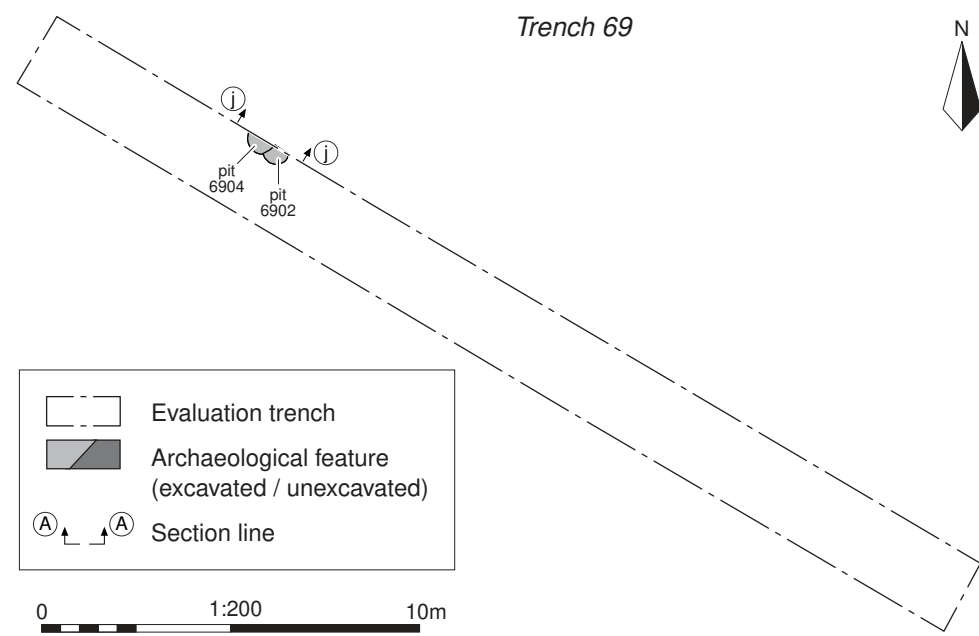 Trench 69
N
j
j
pit
6904
pit
6902
Evaluation trench
Archaeological feature
(excavated / unexcavated)
A A Section line
0 1:200 10m